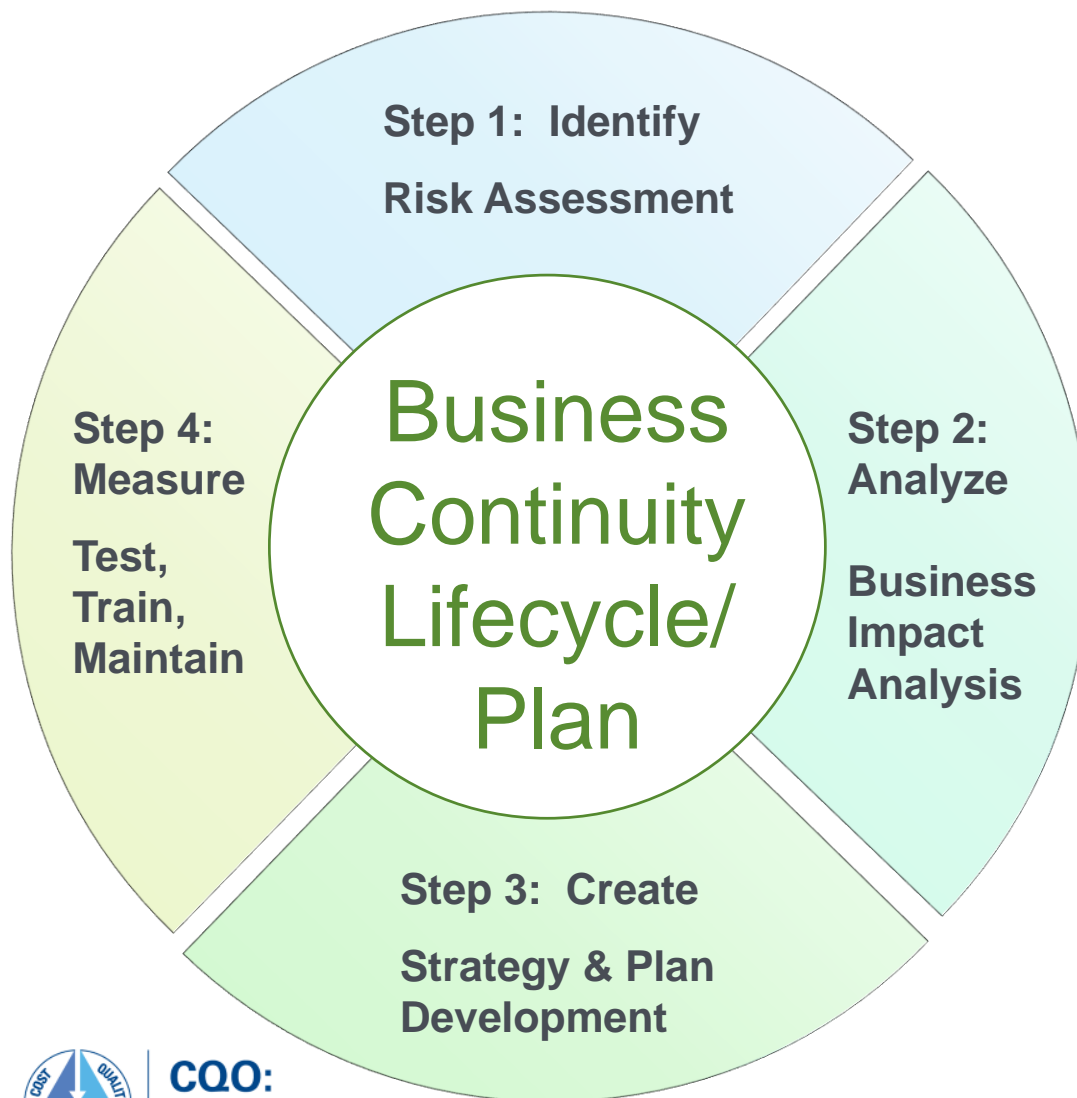 Step 1:  Identify
Risk Assessment
Step 2:
Analyze
Business
Impact
Analysis
Step 3:  Create
Strategy & Plan
Development
Step 4:
Measure
Test,
Train,
Maintain
Business
Continuity
Lifecycle/
Plan
COST
CQO: